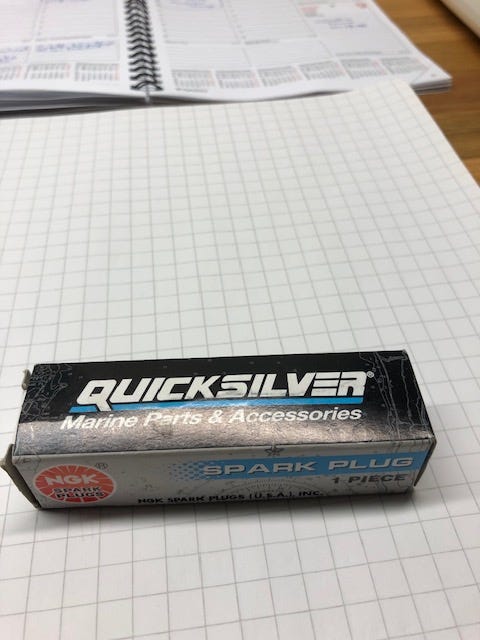 QUICKSILVER®
Marine Parts & Accessories
NGK ®
SPARK
PLUGS
SPARK PLUG
1 PIECE
NGK SPARK PLUGS (U.S.A.), INC.